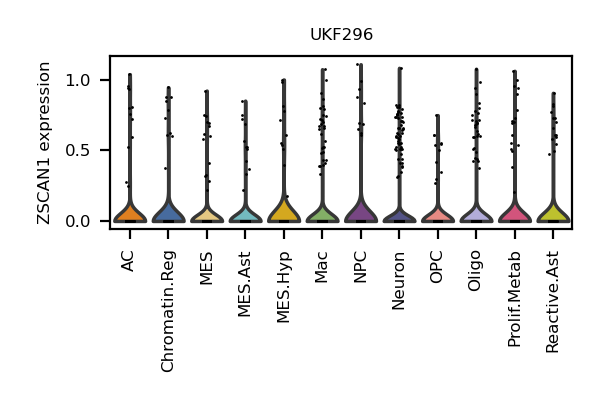 UKF296
ZSCAN1 expression
1.0
0.5
0.0
AC
Chromatin.Reg
MES
MES.Ast
MES.Hyp
Mac
NPC
Neuron
OPC
Oligo
Prolif.Metab
Reactive.Ast